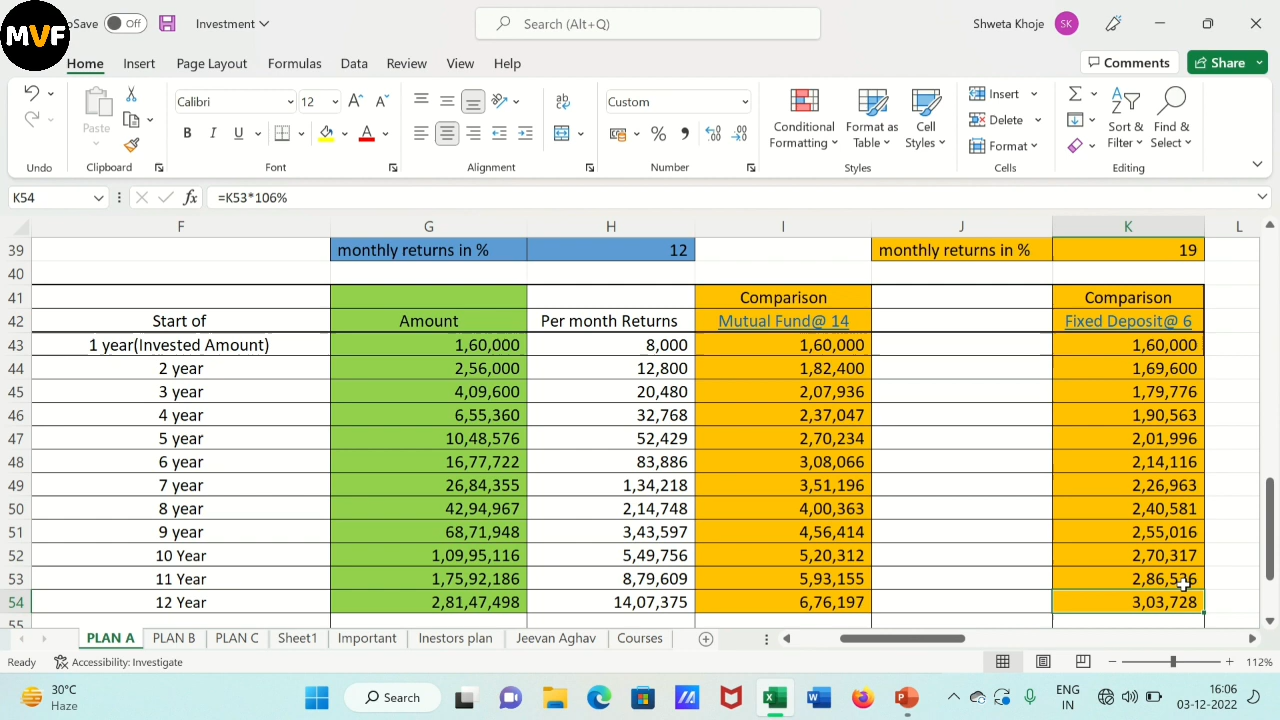 MVF
Save Off Investment Search (Alt+Q) Shweta Khoje SK
Home Insert Page Layout Formulas Data Review View Help Comments Share
Calibri 12 Custom Insert
Paste B I U Conditional Formatting Format as Table Cell Styles Delete Sort & Filter Find & Select
Format
Undo Clipboard Font Alignment Number Styles Cells Editing
K54 fx =K53*106%
F G H I J K L
39 monthly returns in % 12 monthly returns in % 19
40
41 Comparison Comparison
42 Start of Amount Per month Returns Mutual Fund@ 14 Fixed Deposit@ 6
43 1 year(Invested Amount) 1,60,000 8,000 1,60,000 1,60,000
44 2 year 2,56,000 12,800 1,82,400 1,69,600
45 3 year 4,09,600 20,480 2,07,936 1,79,776
46 4 year 6,55,360 32,768 2,37,047 1,90,563
47 5 year 10,48,576 52,429 2,70,234 2,01,996
48 6 year 16,77,722 83,886 3,08,066 2,14,116
49 7 year 26,84,355 1,34,218 3,51,196 2,26,963
50 8 year 42,94,967 2,14,748 4,00,363 2,40,581
51 9 year 68,71,948 3,43,597 4,56,414 2,55,016
52 10 Year 1,09,95,116 5,49,756 5,20,312 2,70,317
53 11 Year 1,75,92,186 8,79,609 5,93,155 2,86,536
54 12 Year 2,81,47,498 14,07,375 6,76,197 3,03,728
55
PLAN A PLAN B PLAN C Sheet1 Important Inestors plan Jeevan Aghav Courses
Ready Accessibility: Investigate 112%
30°C Haze Search ENG IN 16:06 03-12-2022